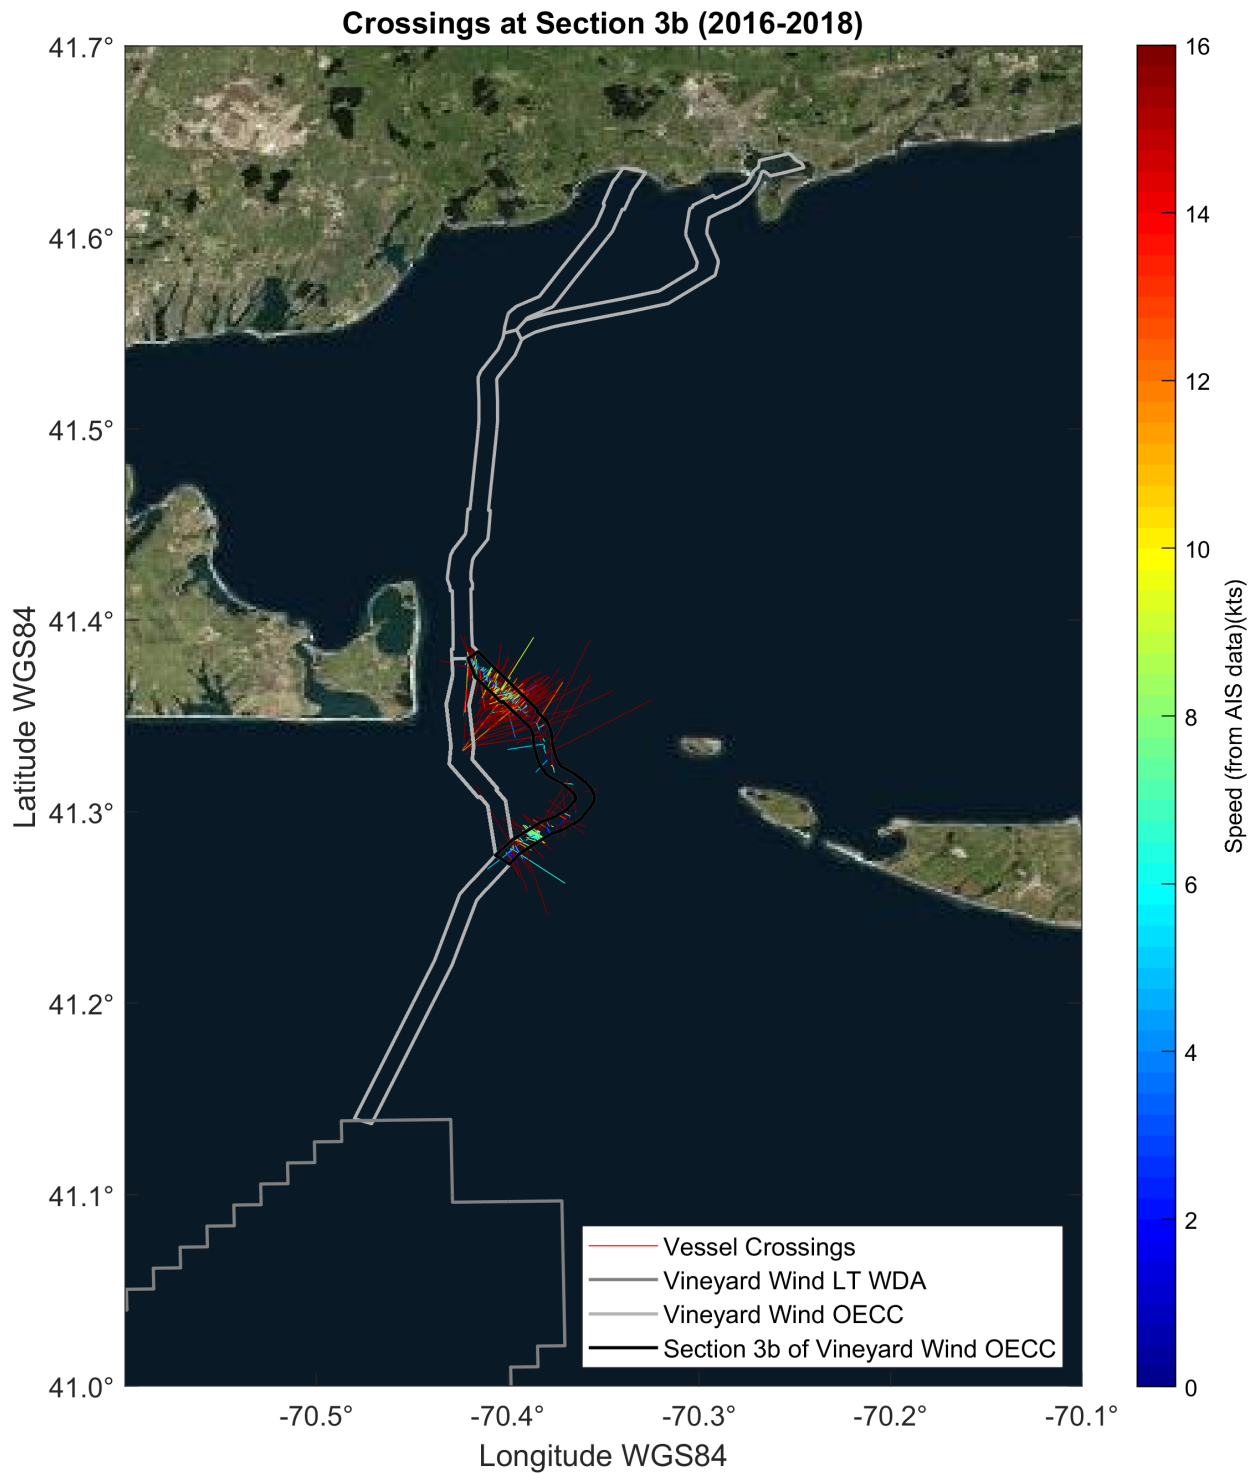 Crossings at Section 3b (2016-2018)
41.7°
41.6°
41.5°
41.4°
41.3°
41.2°
41.1°
41.0°
Latitude WGS84
-70.5°
-70.4°
-70.3°
-70.2°
-70.1°
Longitude WGS84
Vessel Crossings
Vineyard Wind LT WDA
Vineyard Wind OECC
Section 3b of Vineyard Wind OECC
16
14
12
10
8
6
4
2
0
Speed (from AIS data)(kts)